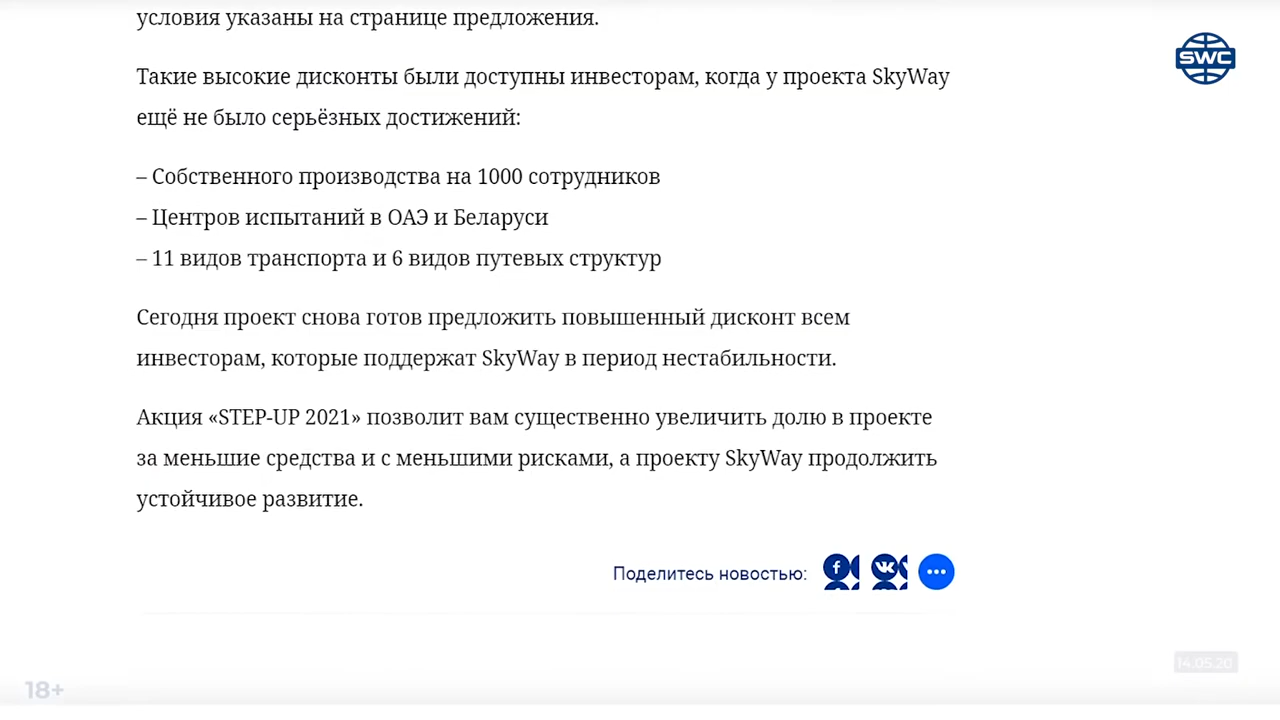 условия указаны на странице предложения.
SWC
Такие высокие дисконты были доступны инвесторам, когда у проекта SkyWay
ещё не было серьёзных достижений:
– Собственного производства на 1000 сотрудников
– Центров испытаний в ОАЭ и Беларуси
– 11 видов транспорта и 6 видов путевых структур
Сегодня проект снова готов предложить повышенный дисконт всем
инвесторам, которые поддержат SkyWay в период нестабильности.
Акция «STEP-UP 2021» позволит вам существенно увеличить долю в проекте
за меньшие средства и с меньшими рисками, а проекту SkyWay продолжить
устойчивое развитие.
Поделитесь новостью:
14.05.20
18+